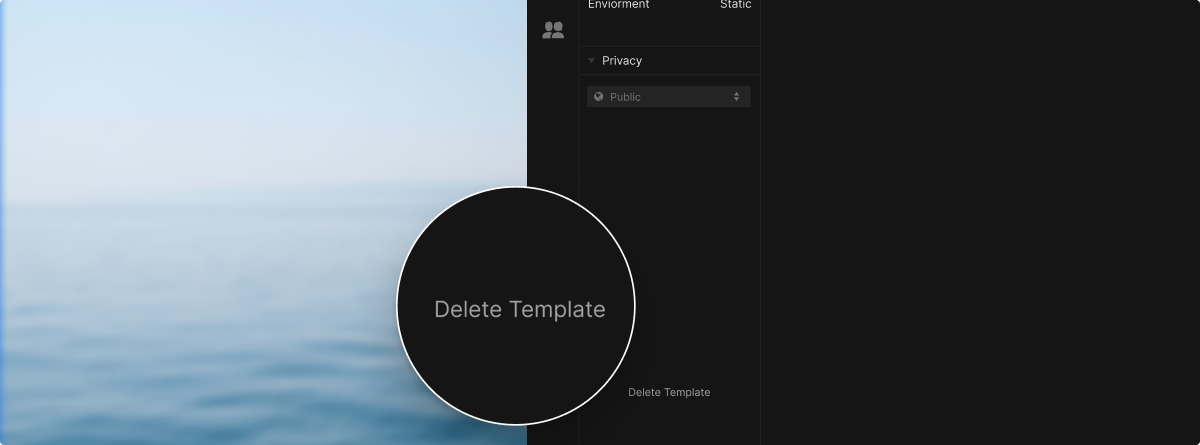 Enviorment Static
Privacy
Public
Delete Template
Delete Template